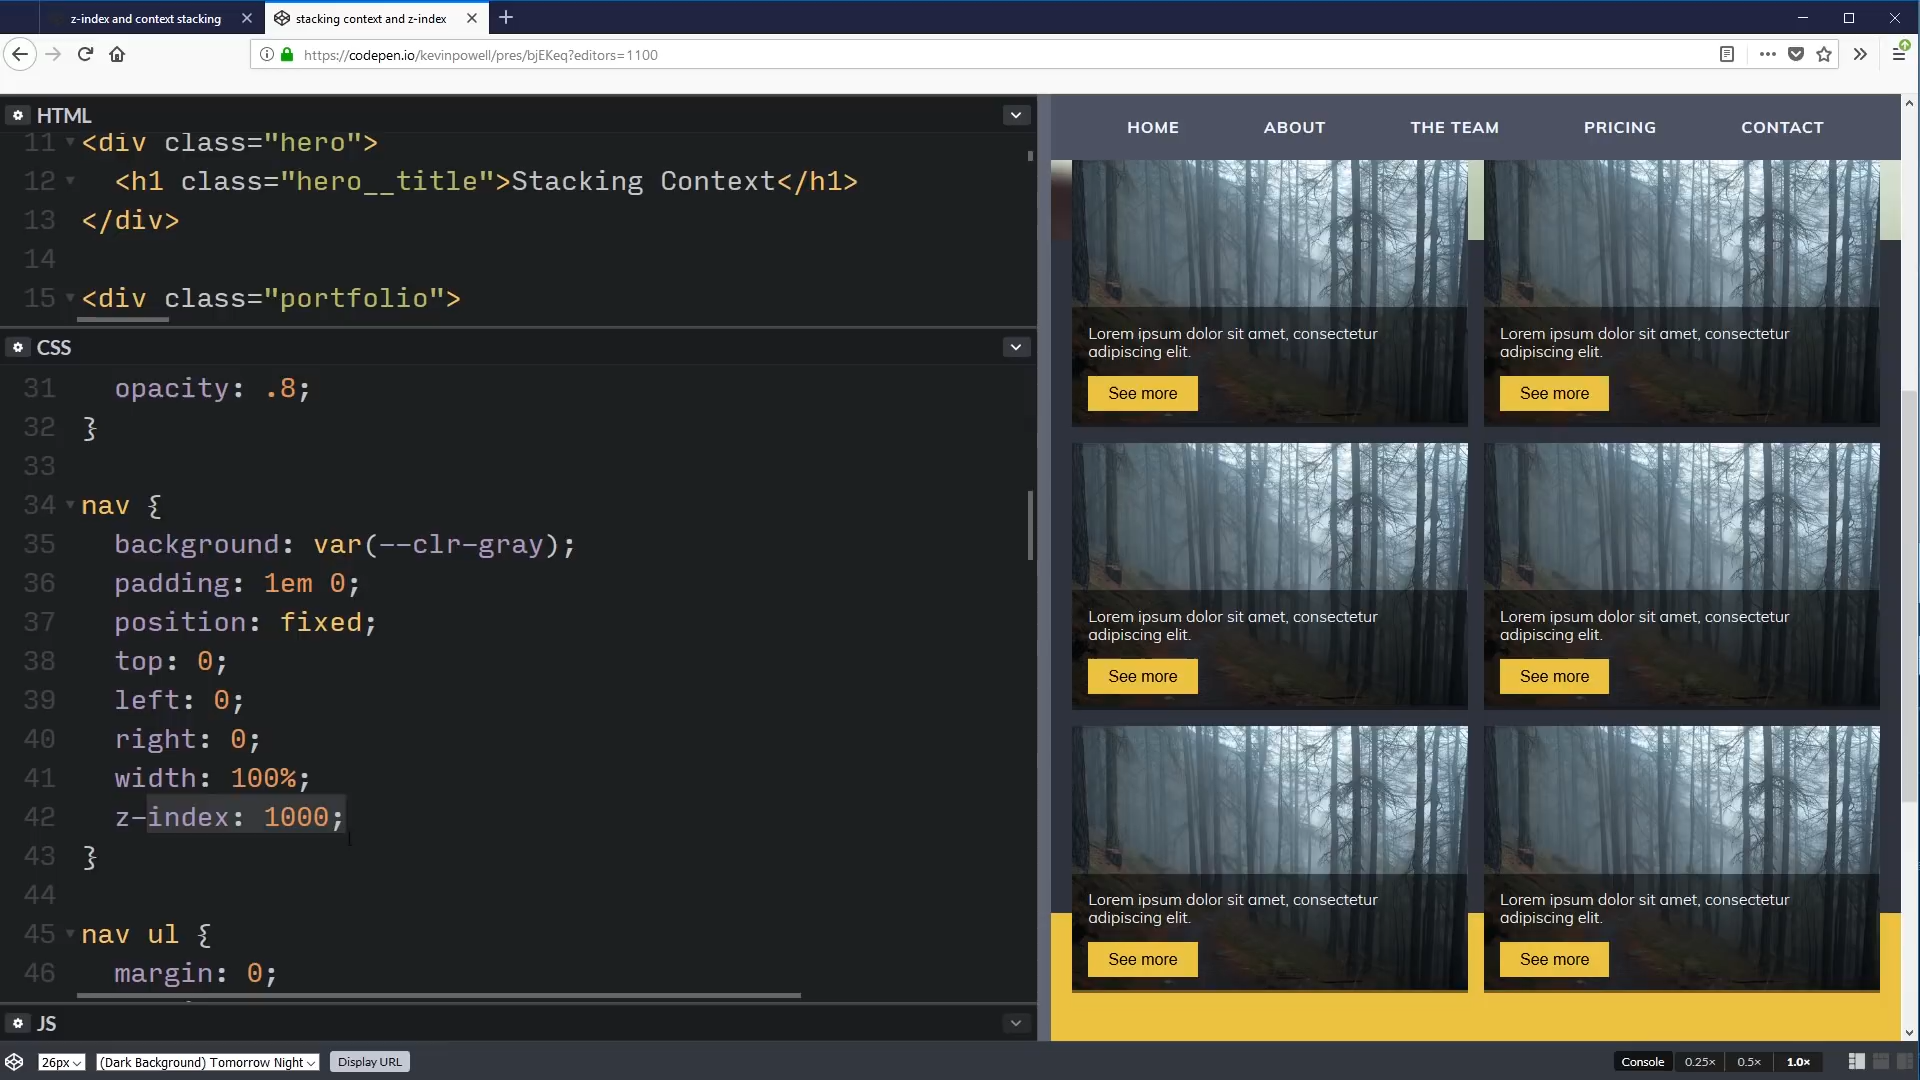 z-index and context stacking
stacking context and z-index
https://codepen.io/kevinpowell/pres/bjEKeq?editors=1100
HTML
11 <div class="hero">
12 <h1 class="hero__title">Stacking Context</h1>
13 </div>
14
15 <div class="portfolio">
CSS
31 opacity: .8;
32 }
33
34 nav {
35 background: var(--clr-gray);
36 padding: 1em 0;
37 position: fixed;
38 top: 0;
39 left: 0;
40 right: 0;
41 width: 100%;
42 z-index: 1000;
43 }
44
45 nav ul {
46 margin: 0;
JS
HOME ABOUT THE TEAM PRICING CONTACT
Lorem ipsum dolor sit amet, consectetur
adipiscing elit.
See more
Lorem ipsum dolor sit amet, consectetur
adipiscing elit.
See more
Lorem ipsum dolor sit amet, consectetur
adipiscing elit.
See more
Lorem ipsum dolor sit amet, consectetur
adipiscing elit.
See more
Lorem ipsum dolor sit amet, consectetur
adipiscing elit.
See more
Lorem ipsum dolor sit amet, consectetur
adipiscing elit.
See more
26px (Dark Background) Tomorrow Night Display URL Console 0.25× 0.5× 1.0×